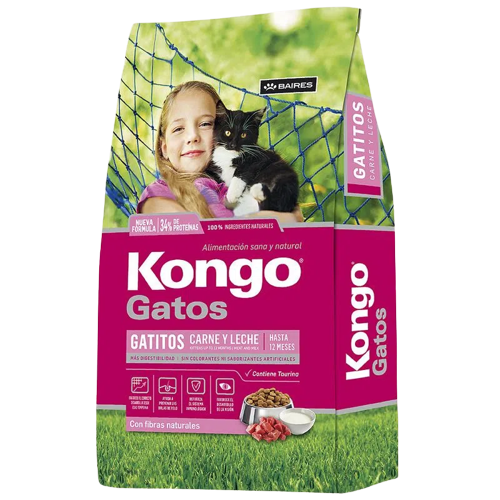 BAIRES
GATITOS
CARNE Y LECHE
NUEVA FÓRMULA
34% DE PROTEÍNAS
100% INGREDIENTES NATURALES
Alimentación sana y natural
Kongo
Gatos
GATITOS
CARNE Y LECHE
HASTA 12 MESES
MÁS DIGESTIBILIDAD
SIN COLORANTES NI SABORIZANTES ARTIFICIALES
✓ Contiene Taurina
Con fibras naturales
Kongo
Gatos